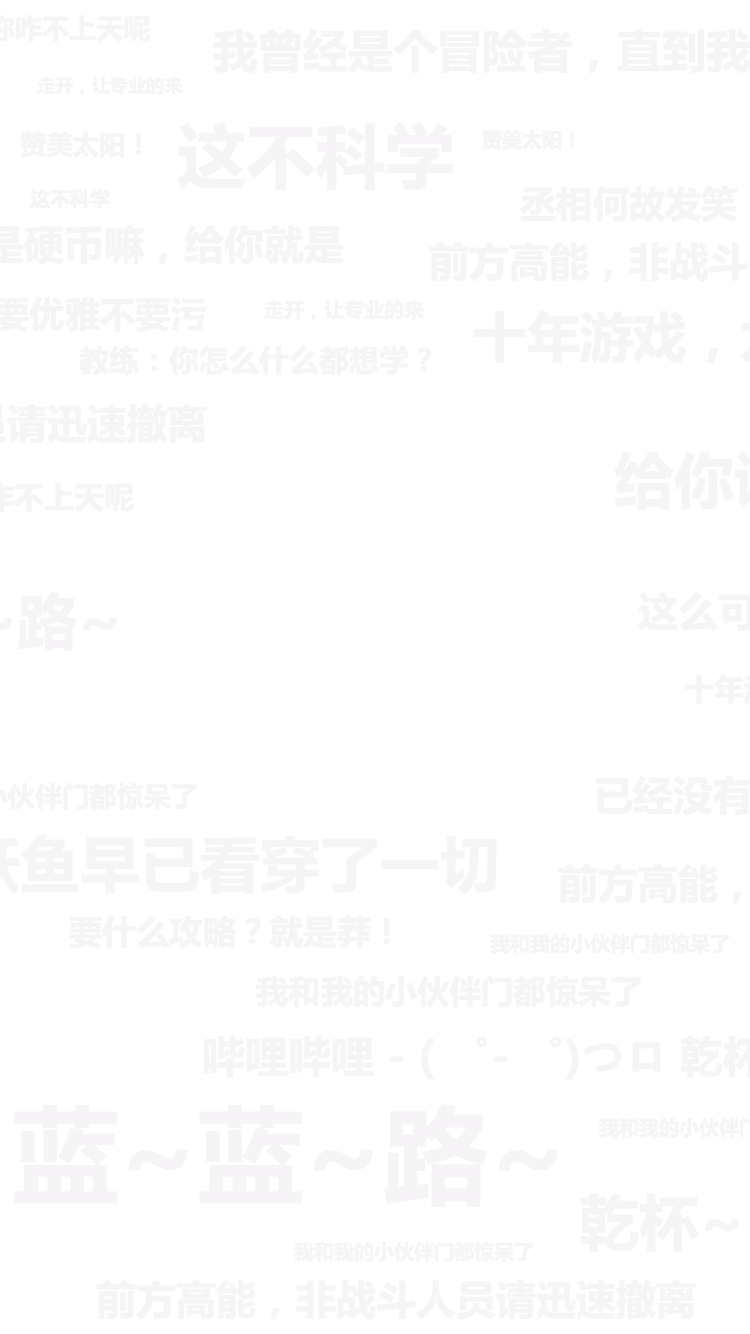 你咋不上天呢
我曾经是个冒险者，直到我
走开，让专业的来
赞美太阳！
这不科学
赞美太阳！
这不科学
丞相何故发笑
是硬币嘛，给你就是
前方高能，非战斗
要优雅不要污
走开，让专业的来
十年游戏，
教练：你怎么什么都想学？
员请迅速撤离
给你
咋不上天呢
~路~
这么可
十年
小伙伴门都惊呆了
已经没有
鱼早已看穿了一切
前方高能，
要什么攻略？就是莽！
我和我的小伙伴门都惊呆了
我和我的小伙伴门都惊呆了
哔哩哔哩 - ( ゜- ゜)つロ 乾杯
蓝~蓝~路~
我和我的小伙伴门
乾杯~
我和我的小伙伴门都惊呆了
前方高能，非战斗人员请迅速撤离